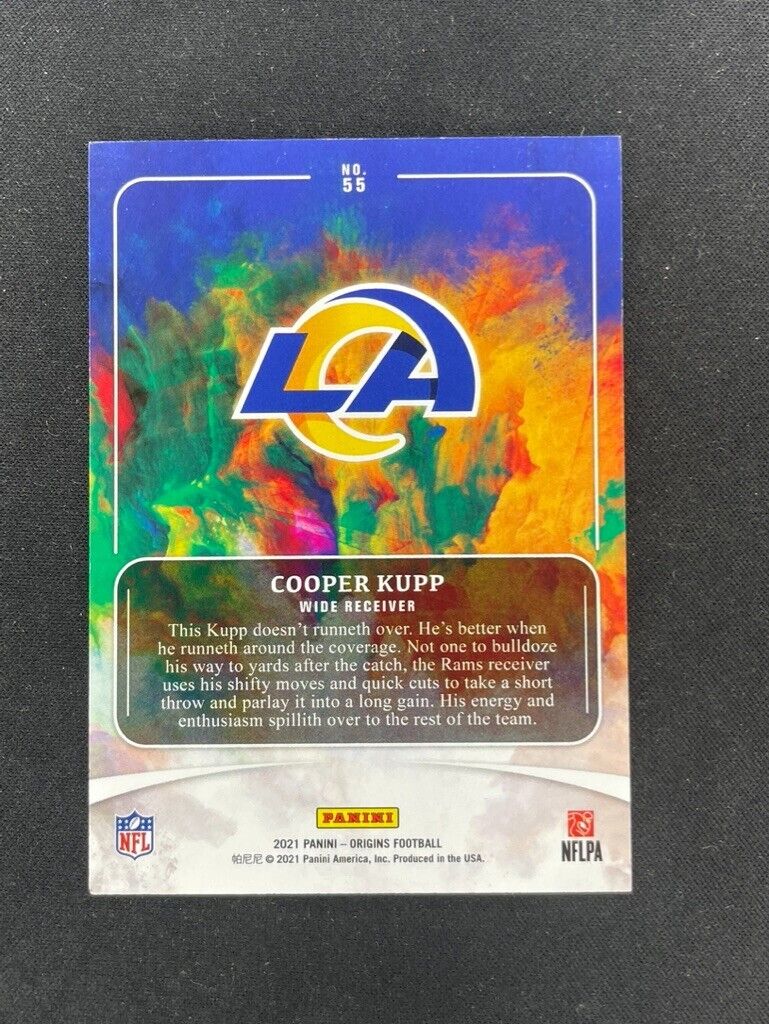 NO.
55
LA
COOPER KUPP
WIDE RECEIVER
This Kupp doesn't runneth over. He's better when
he runneth around the coverage. Not one to bulldoze
his way to yards after the catch, the Rams receiver
uses his shifty moves and quick cuts to take a short
throw and parlay it into a long gain. His energy and
enthusiasm spillith over to the rest of the team.
PANINI
NFL
2021 PANINI – ORIGINS FOOTBALL
帕尼尼 © 2021 Panini America, Inc. Produced in the USA.
NFLPA